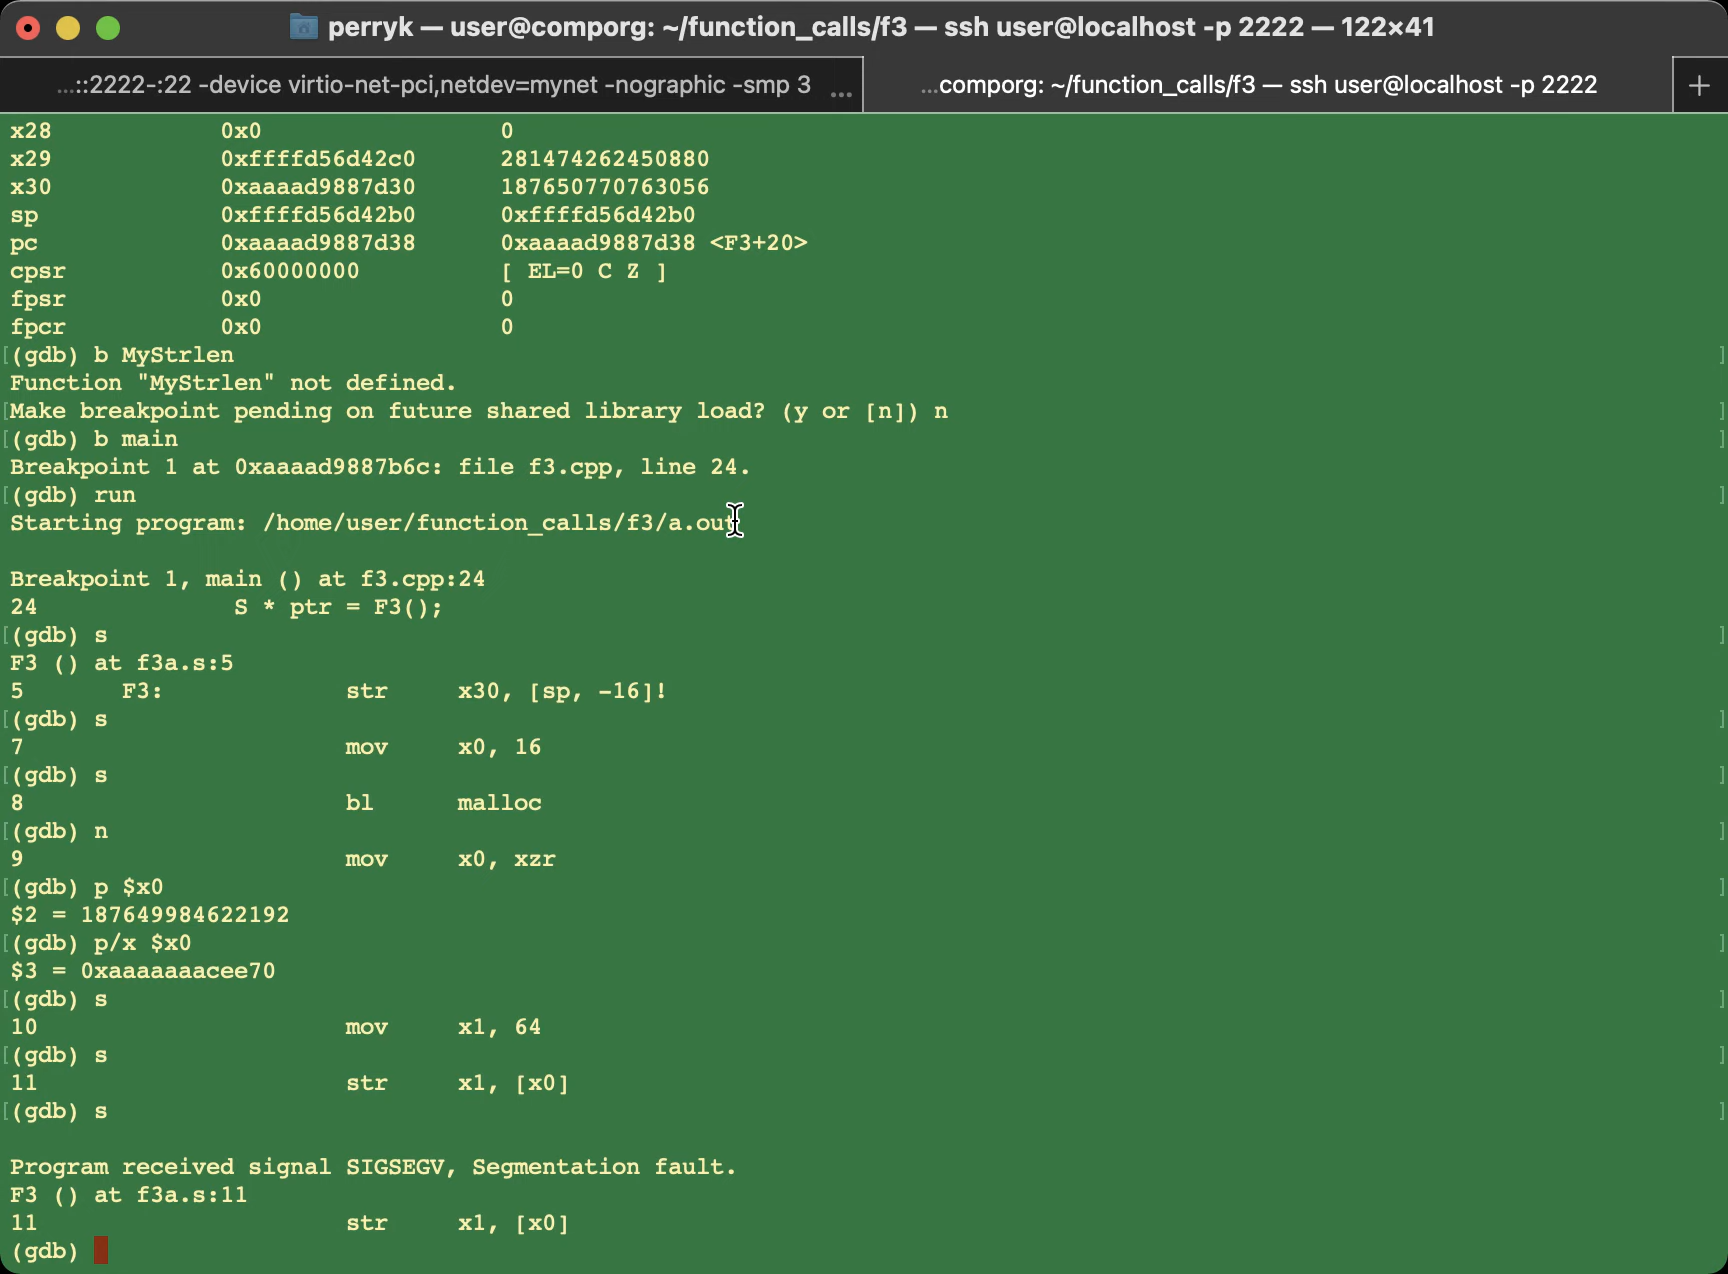 perryk — user@comporg: ~/function_calls/f3 — ssh user@localhost -p 2222 — 122×41
...::2222-:22 -device virtio-net-pci,netdev=mynet -nographic -smp 3 ...
...comporg: ~/function_calls/f3 — ssh user@localhost -p 2222
+
x28 0x0 0
x29 0xffffd56d42c0 281474262450880
x30 0xaaaad9887d30 187650770763056
sp 0xffffd56d42b0 0xffffd56d42b0
pc 0xaaaad9887d38 0xaaaad9887d38 <F3+20>
cpsr 0x60000000 [ EL=0 C Z ]
fpsr 0x0 0
fpcr 0x0 0
[(gdb) b MyStrlen ]
Function "MyStrlen" not defined.
[Make breakpoint pending on future shared library load? (y or [n]) n ]
[(gdb) b main ]
Breakpoint 1 at 0xaaaad9887b6c: file f3.cpp, line 24.
[(gdb) run ]
Starting program: /home/user/function_calls/f3/a.out
Breakpoint 1, main () at f3.cpp:24
24 S * ptr = F3();
[(gdb) s ]
F3 () at f3a.s:5
5 F3: str x30, [sp, -16]!
[(gdb) s ]
7 mov x0, 16
[(gdb) s ]
8 bl malloc
[(gdb) n ]
9 mov x0, xzr
[(gdb) p $x0 ]
$2 = 187649984622192
[(gdb) p/x $x0 ]
$3 = 0xaaaaaaacee70
[(gdb) s ]
10 mov x1, 64
[(gdb) s ]
11 str x1, [x0]
[(gdb) s ]
Program received signal SIGSEGV, Segmentation fault.
F3 () at f3a.s:11
11 str x1, [x0]
(gdb)